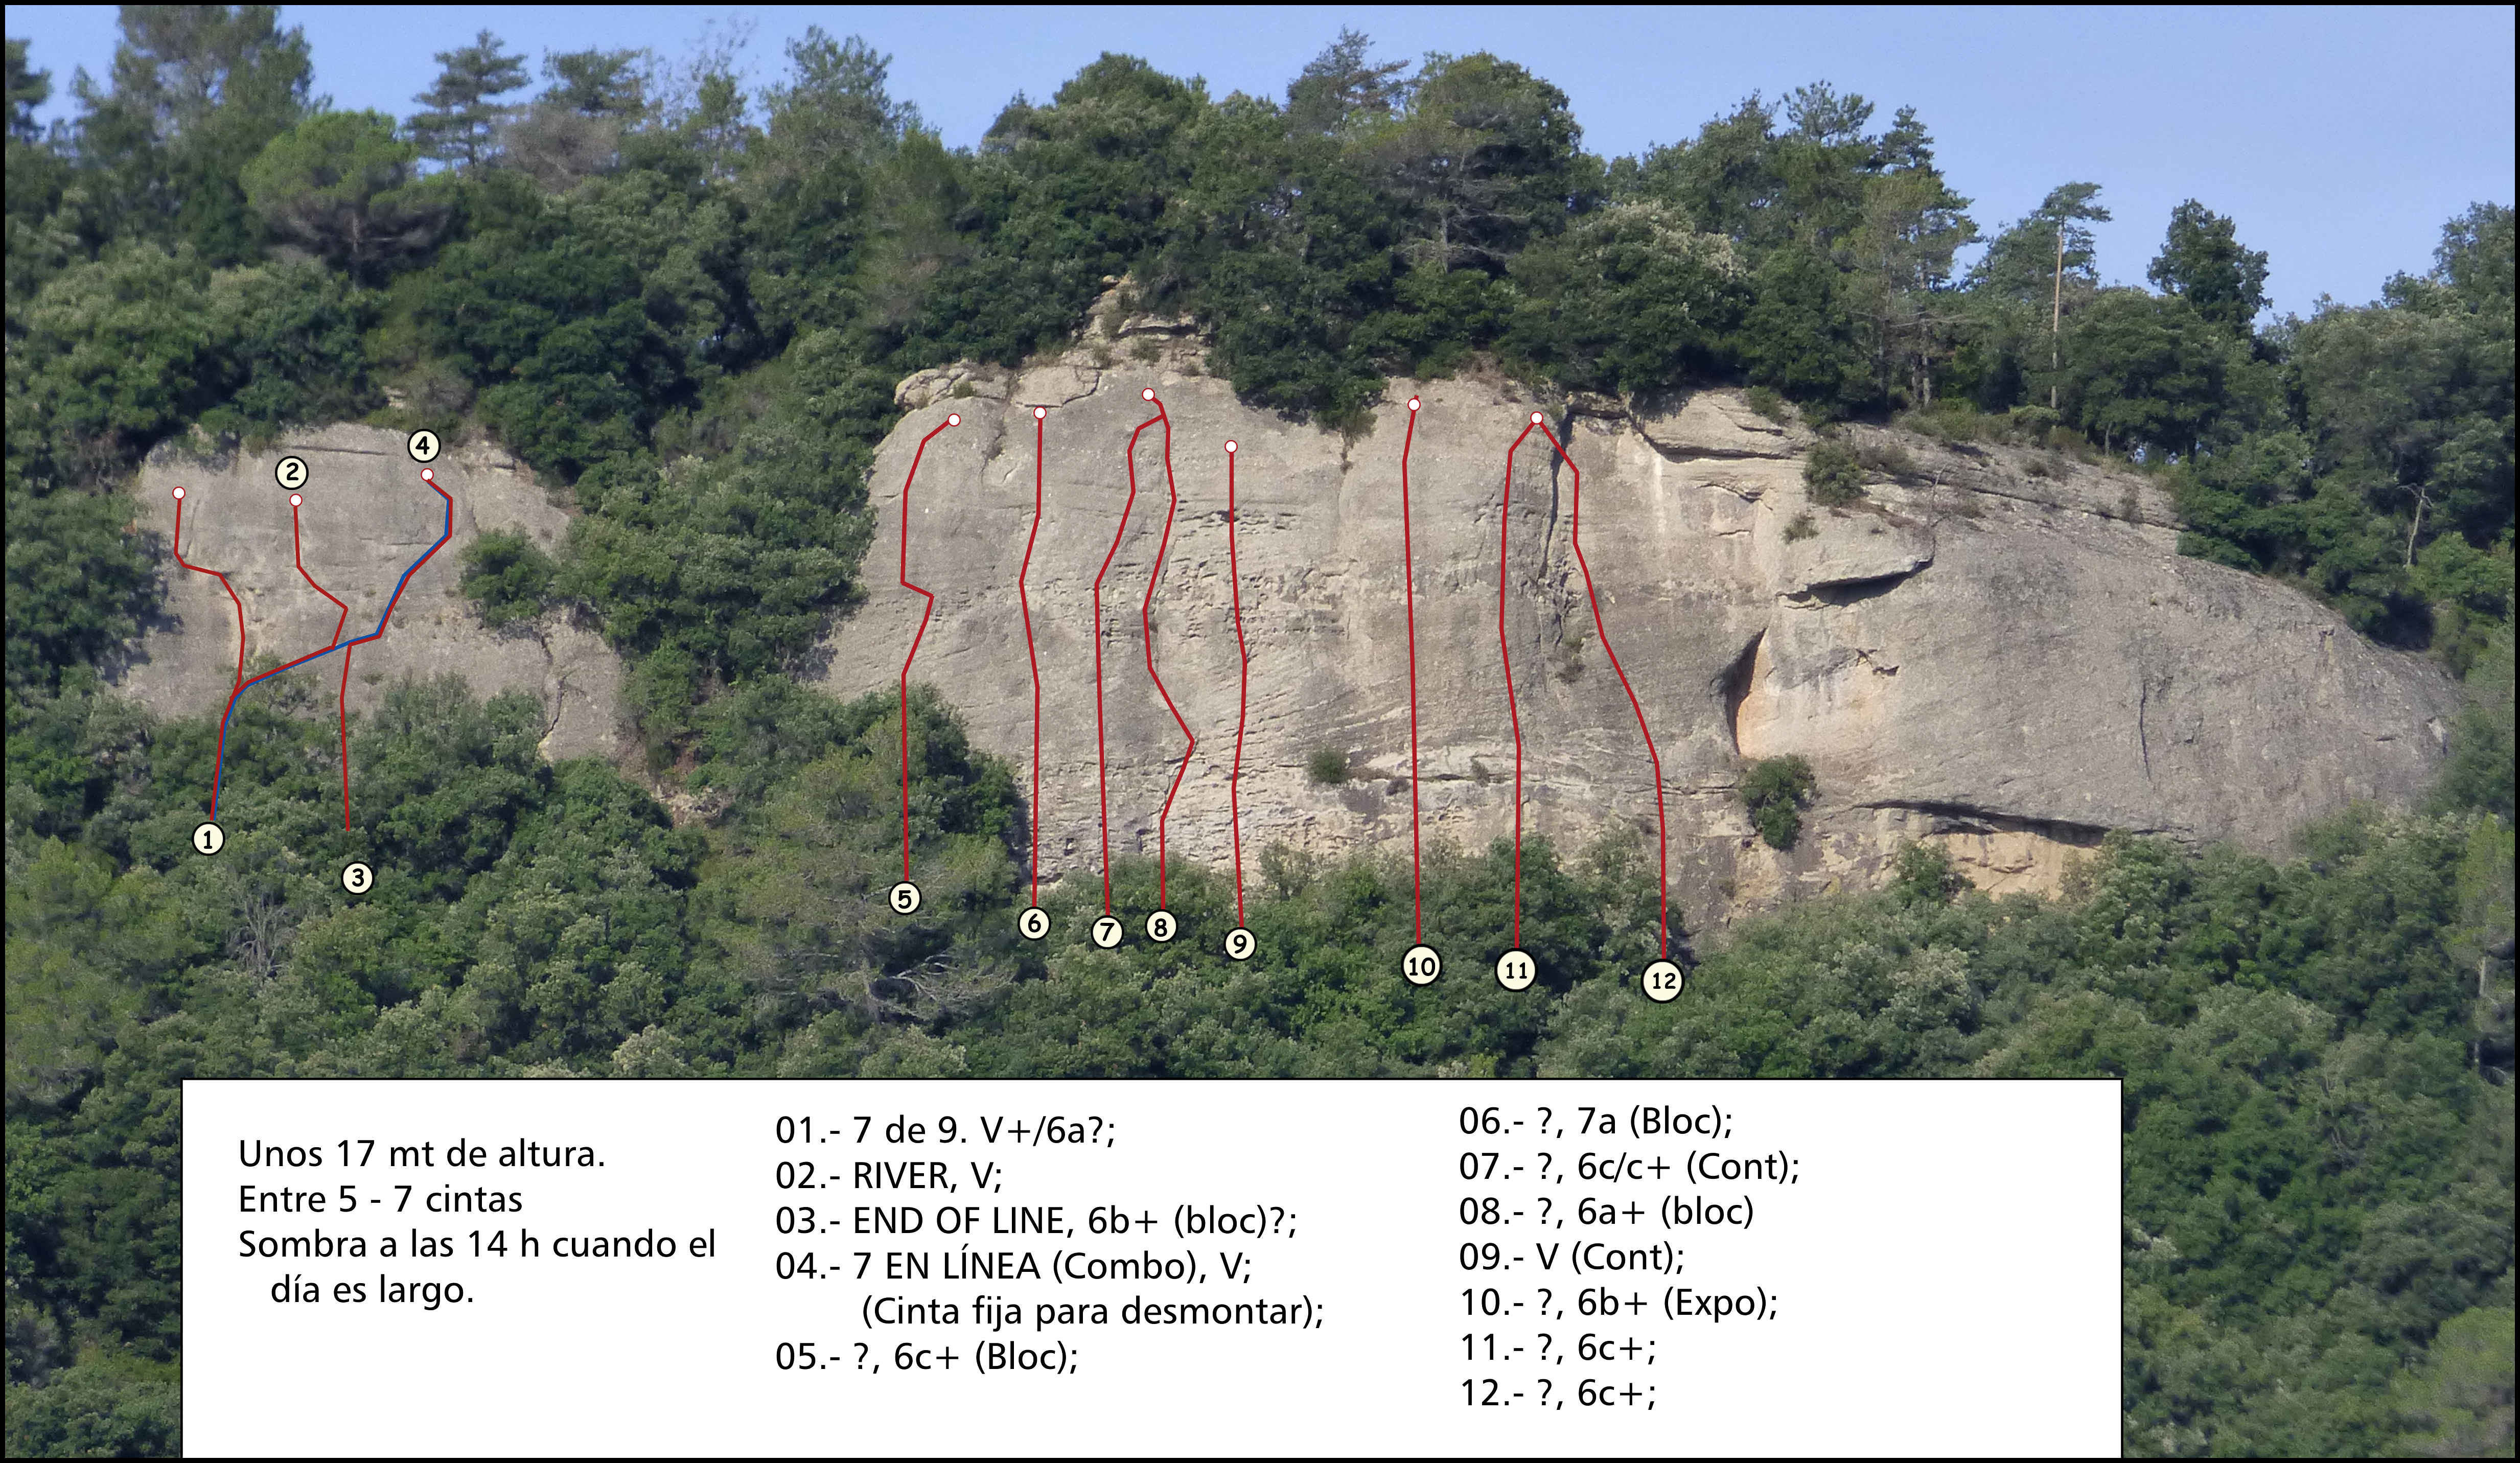 4
2
1
3
5
6
7
8
9
10
11
12
Unos 17 mt de altura.
Entre 5 - 7 cintas
Sombra a las 14 h cuando el
día es largo.
01.- 7 de 9. V+/6a?;
02.- RIVER, V;
03.- END OF LINE, 6b+ (bloc)?;
04.- 7 EN LÍNEA (Combo), V;
(Cinta fija para desmontar);
05.- ?, 6c+ (Bloc);
06.- ?, 7a (Bloc);
07.- ?, 6c/c+ (Cont);
08.- ?, 6a+ (bloc)
09.- V (Cont);
10.- ?, 6b+ (Expo);
11.- ?, 6c+;
12.- ?, 6c+;